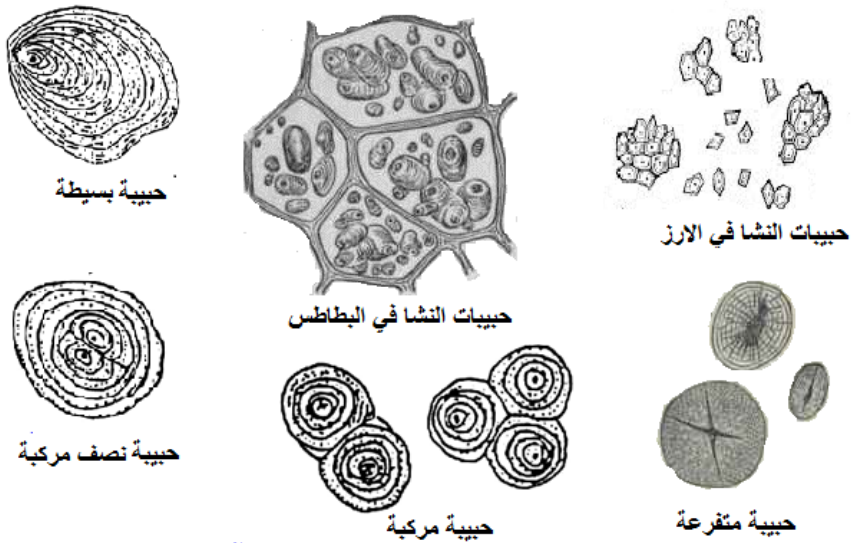 حبيبة بسيطة
حبيبات النشا في البطاطس
حبيبات النشا في الارز
حبيبة نصف مركبة
حبيبة مركبة
حبيبة متفرعة